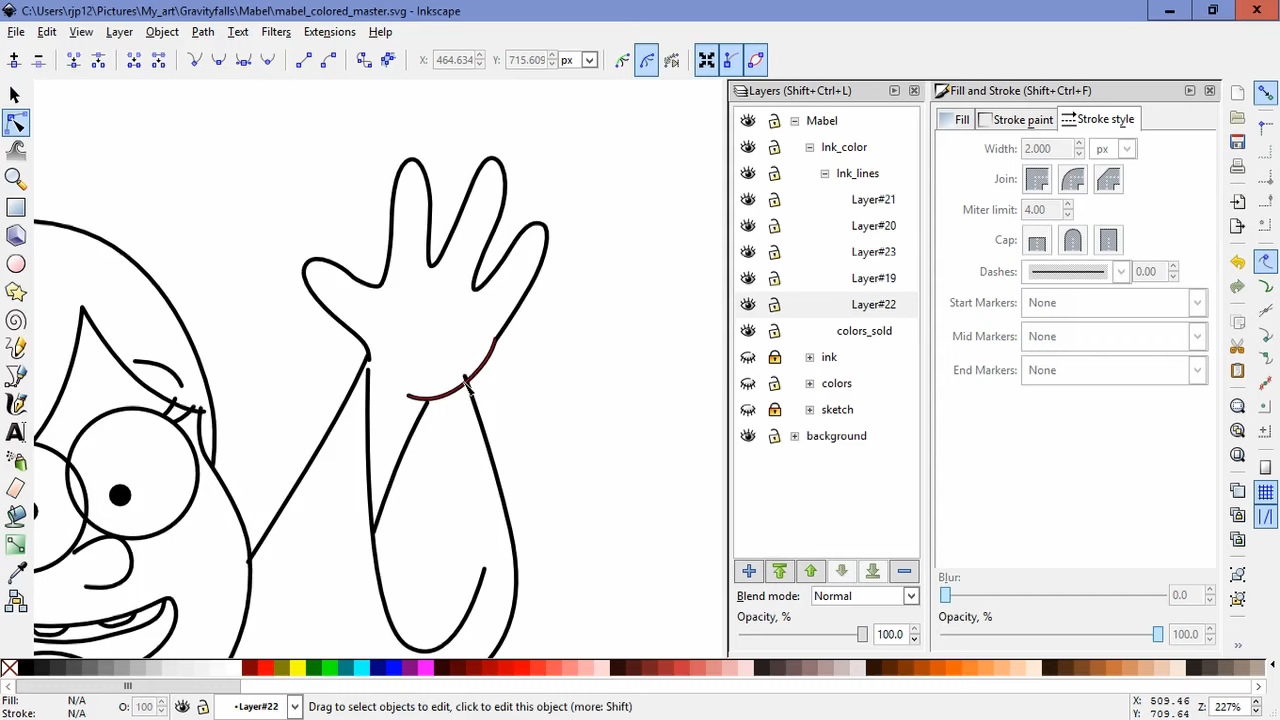 C:\Users\rjp12\Pictures\My_art\Gravityfalls\Mabel\mabel_colored_master.svg - Inkscape
File Edit View Layer Object Path Text Filters Extensions Help
X: 464.634 Y: 715.609 px
Layers (Shift+Ctrl+L)
Fill and Stroke (Shift+Ctrl+F)
Mabel
Ink_color
Ink_lines
Layer#21
Layer#20
Layer#23
Layer#19
Layer#22
colors_sold
ink
colors
sketch
background
Fill Stroke paint Stroke style
Width: 2.000 px
Join:
Miter limit: 4.00
Cap:
Dashes: 0.00
Start Markers: None
Mid Markers: None
End Markers: None
Blend mode: Normal
Opacity, % 100.0
Blur: 0.0
Opacity, % 100.0
Fill: N/A
Stroke: N/A
O: 100
•Layer#22
Drag to select objects to edit, click to edit this object (more: Shift)
X: 509.46
Y: 709.64
Z: 227%